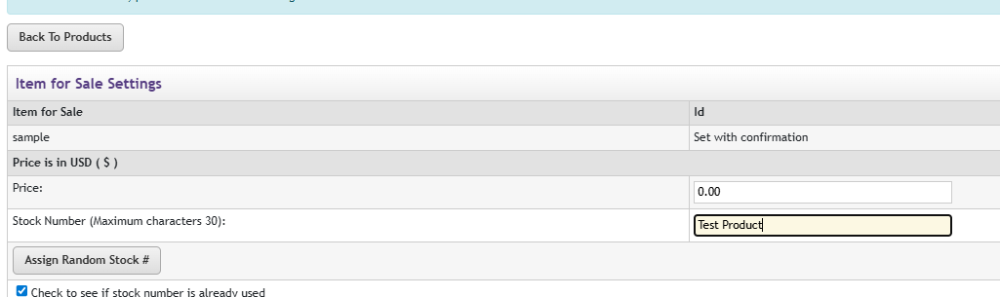 Back To Products
Item for Sale Settings
Item for Sale Id
sample Set with confirmation
Price is in USD ( $ )
Price: 0.00
Stock Number (Maximum characters 30): Test Product
Assign Random Stock #
Check to see if stock number is already used